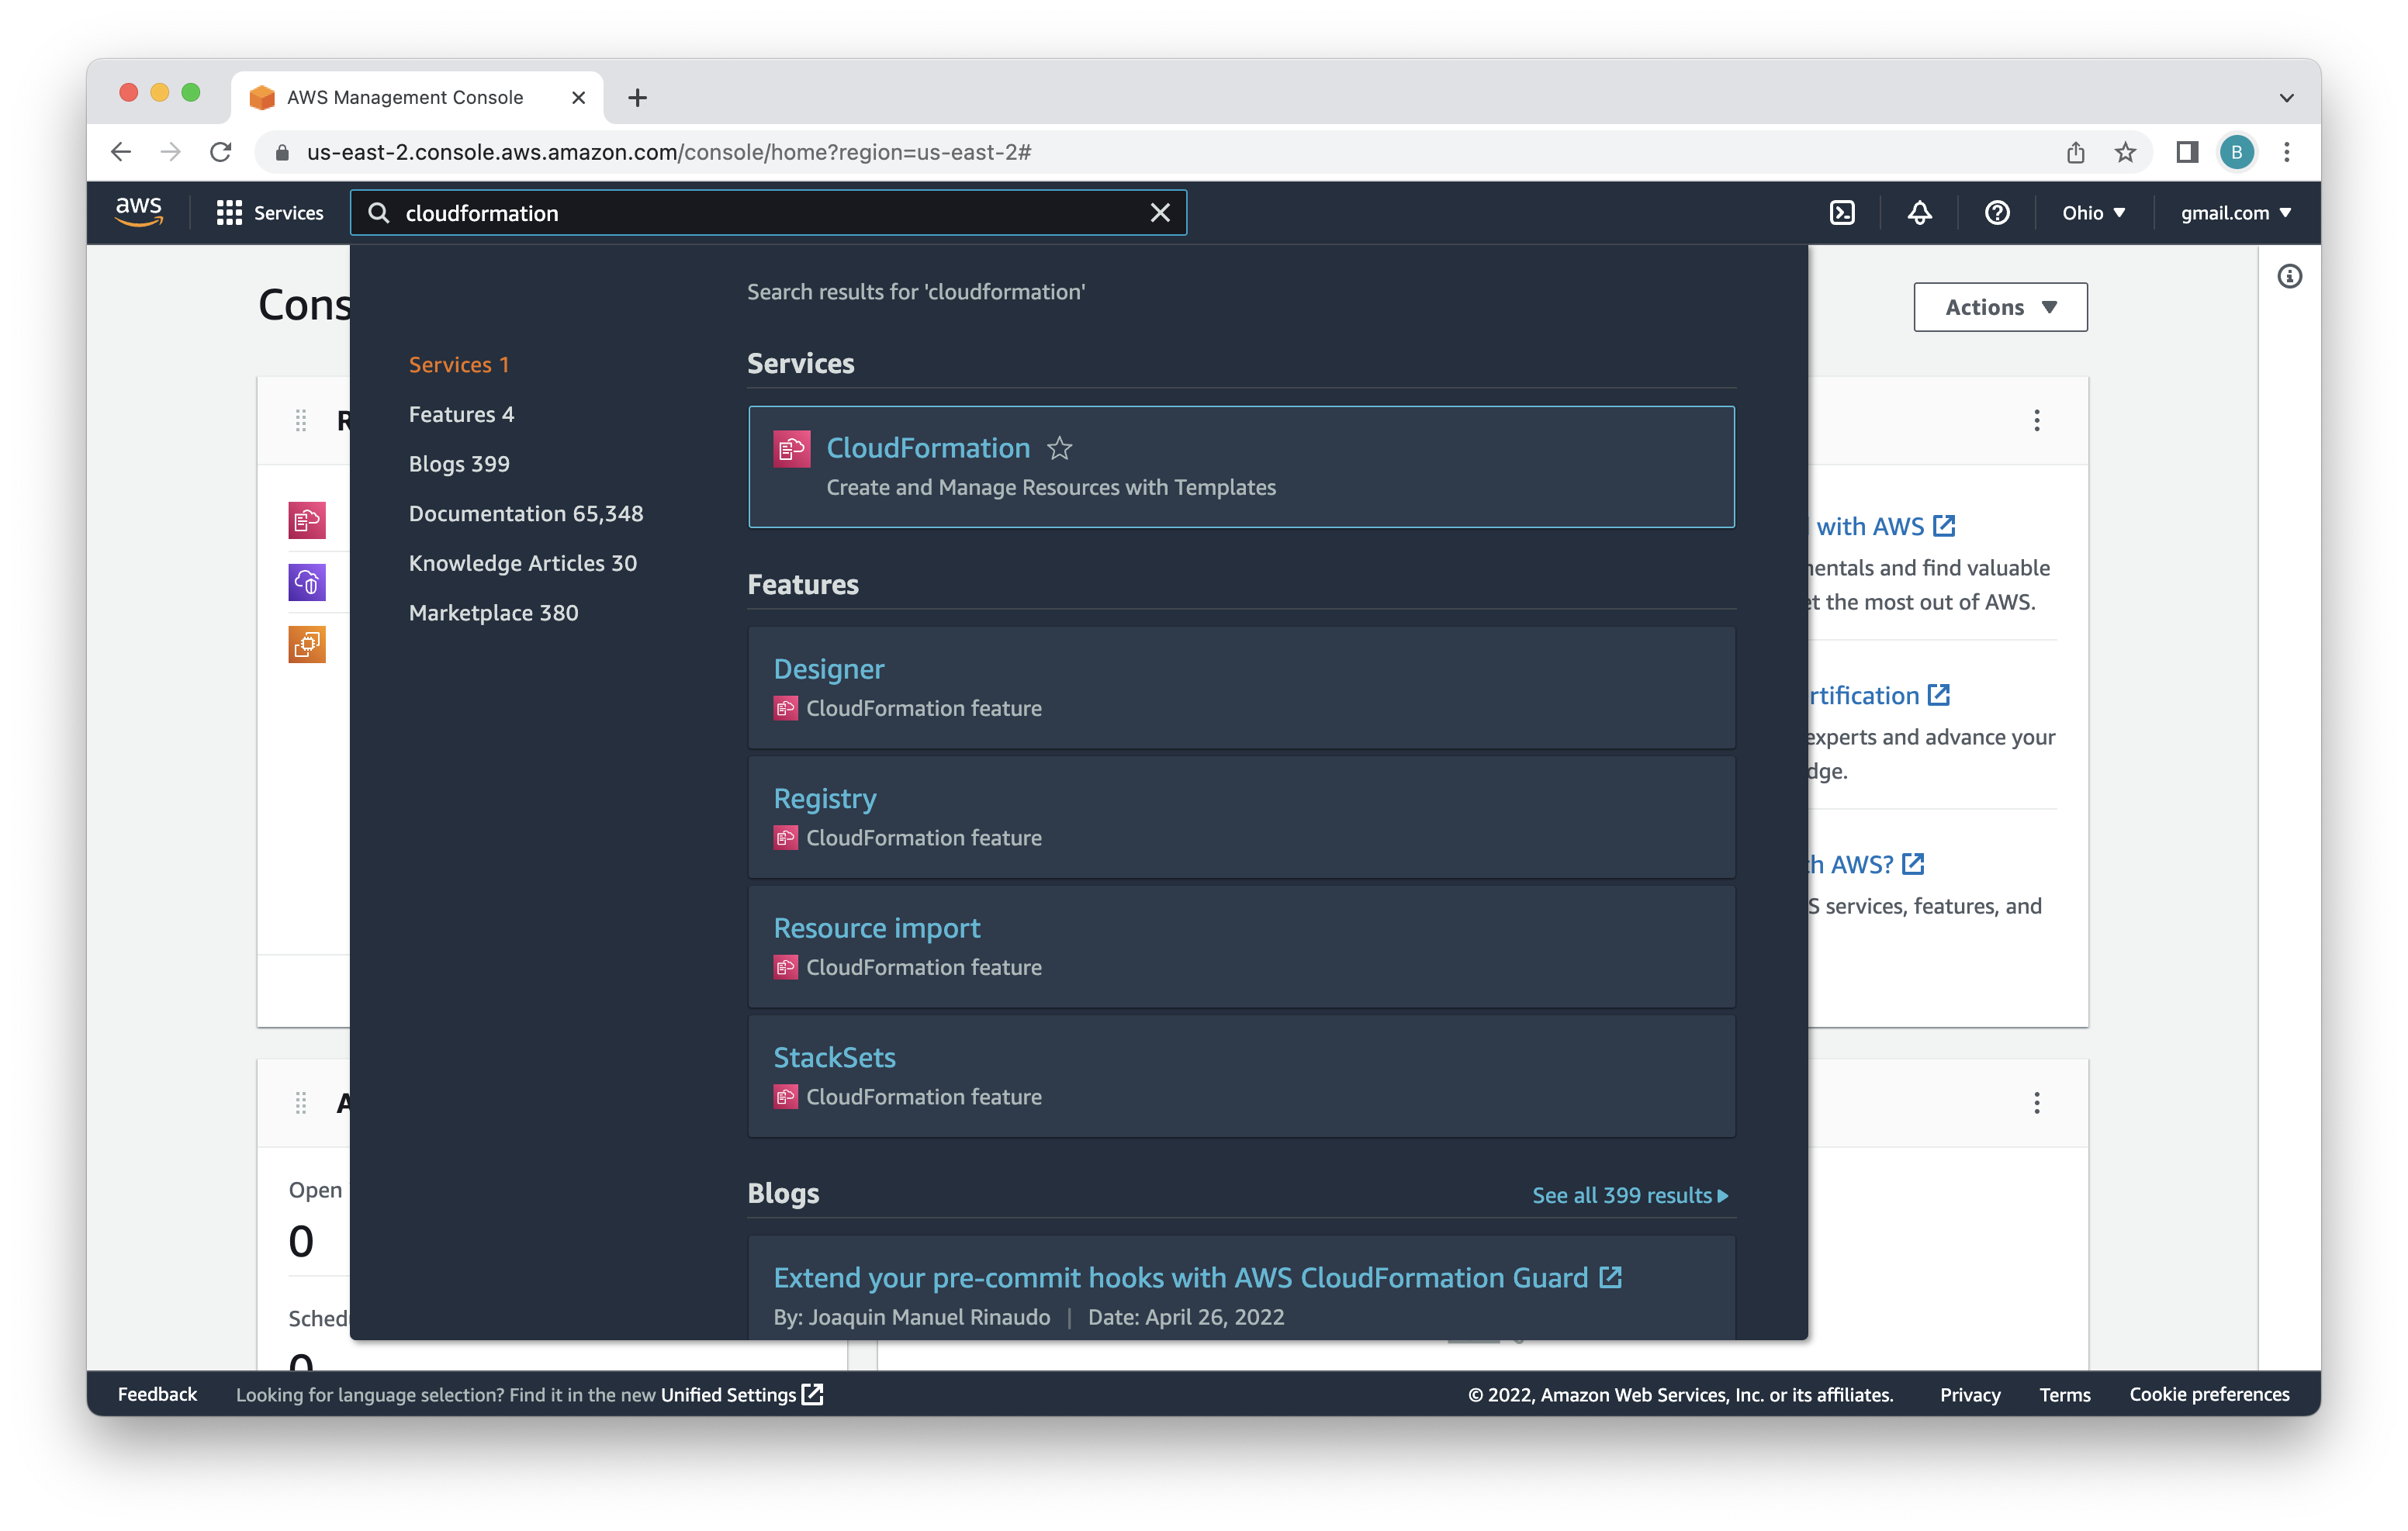 AWS Management Console
us-east-2.console.aws.amazon.com/console/home?region=us-east-2#
B
aws
Services
cloudformation
Ohio
gmail.com
Cons
Actions
Search results for 'cloudformation'
Services 1
Features 4
Blogs 399
Documentation 65,348
Knowledge Articles 30
Marketplace 380
Services
CloudFormation
Create and Manage Resources with Templates
Features
Designer
CloudFormation feature
Registry
CloudFormation feature
Resource import
CloudFormation feature
StackSets
CloudFormation feature
Blogs
See all 399 results
Extend your pre-commit hooks with AWS CloudFormation Guard
By: Joaquin Manuel Rinaudo | Date: April 26, 2022
R
A
Open
0
Sched
0
with AWS
entals and find valuable
et the most out of AWS.
rtification
experts and advance your
dge.
h AWS?
S services, features, and
Feedback
Looking for language selection? Find it in the new Unified Settings
© 2022, Amazon Web Services, Inc. or its affiliates.
Privacy
Terms
Cookie preferences